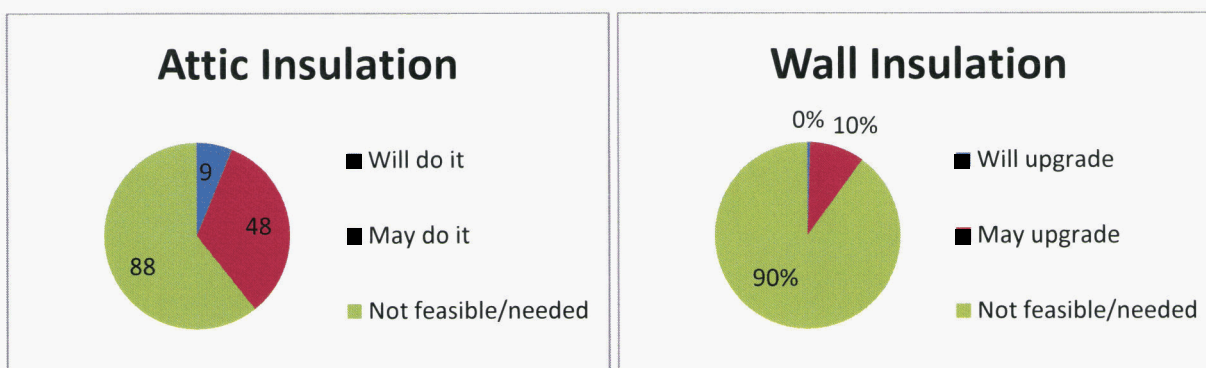 Attic Insulation
9
48
88
Will do it
May do it
Not feasible/needed
Wall Insulation
0%
10%
90%
Will upgrade
May upgrade
Not feasible/needed